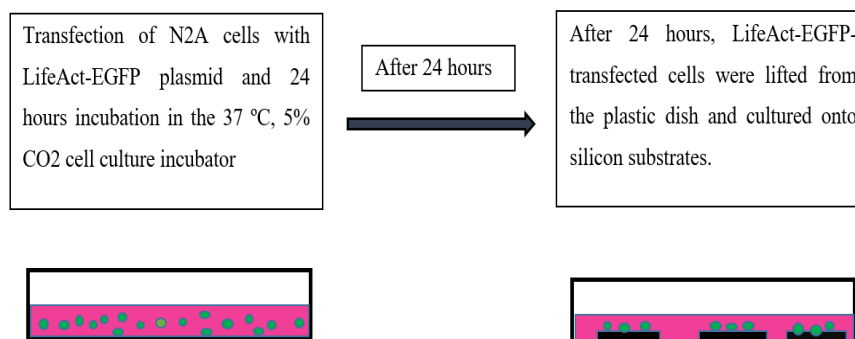 Transfection of N2A cells with
LifeAct-EGFP plasmid and 24
hours incubation in the 37 ºC, 5%
CO2 cell culture incubator
After 24 hours
After 24 hours, LifeAct-EGFP-
transfected cells were lifted from
the plastic dish and cultured onto
silicon substrates.